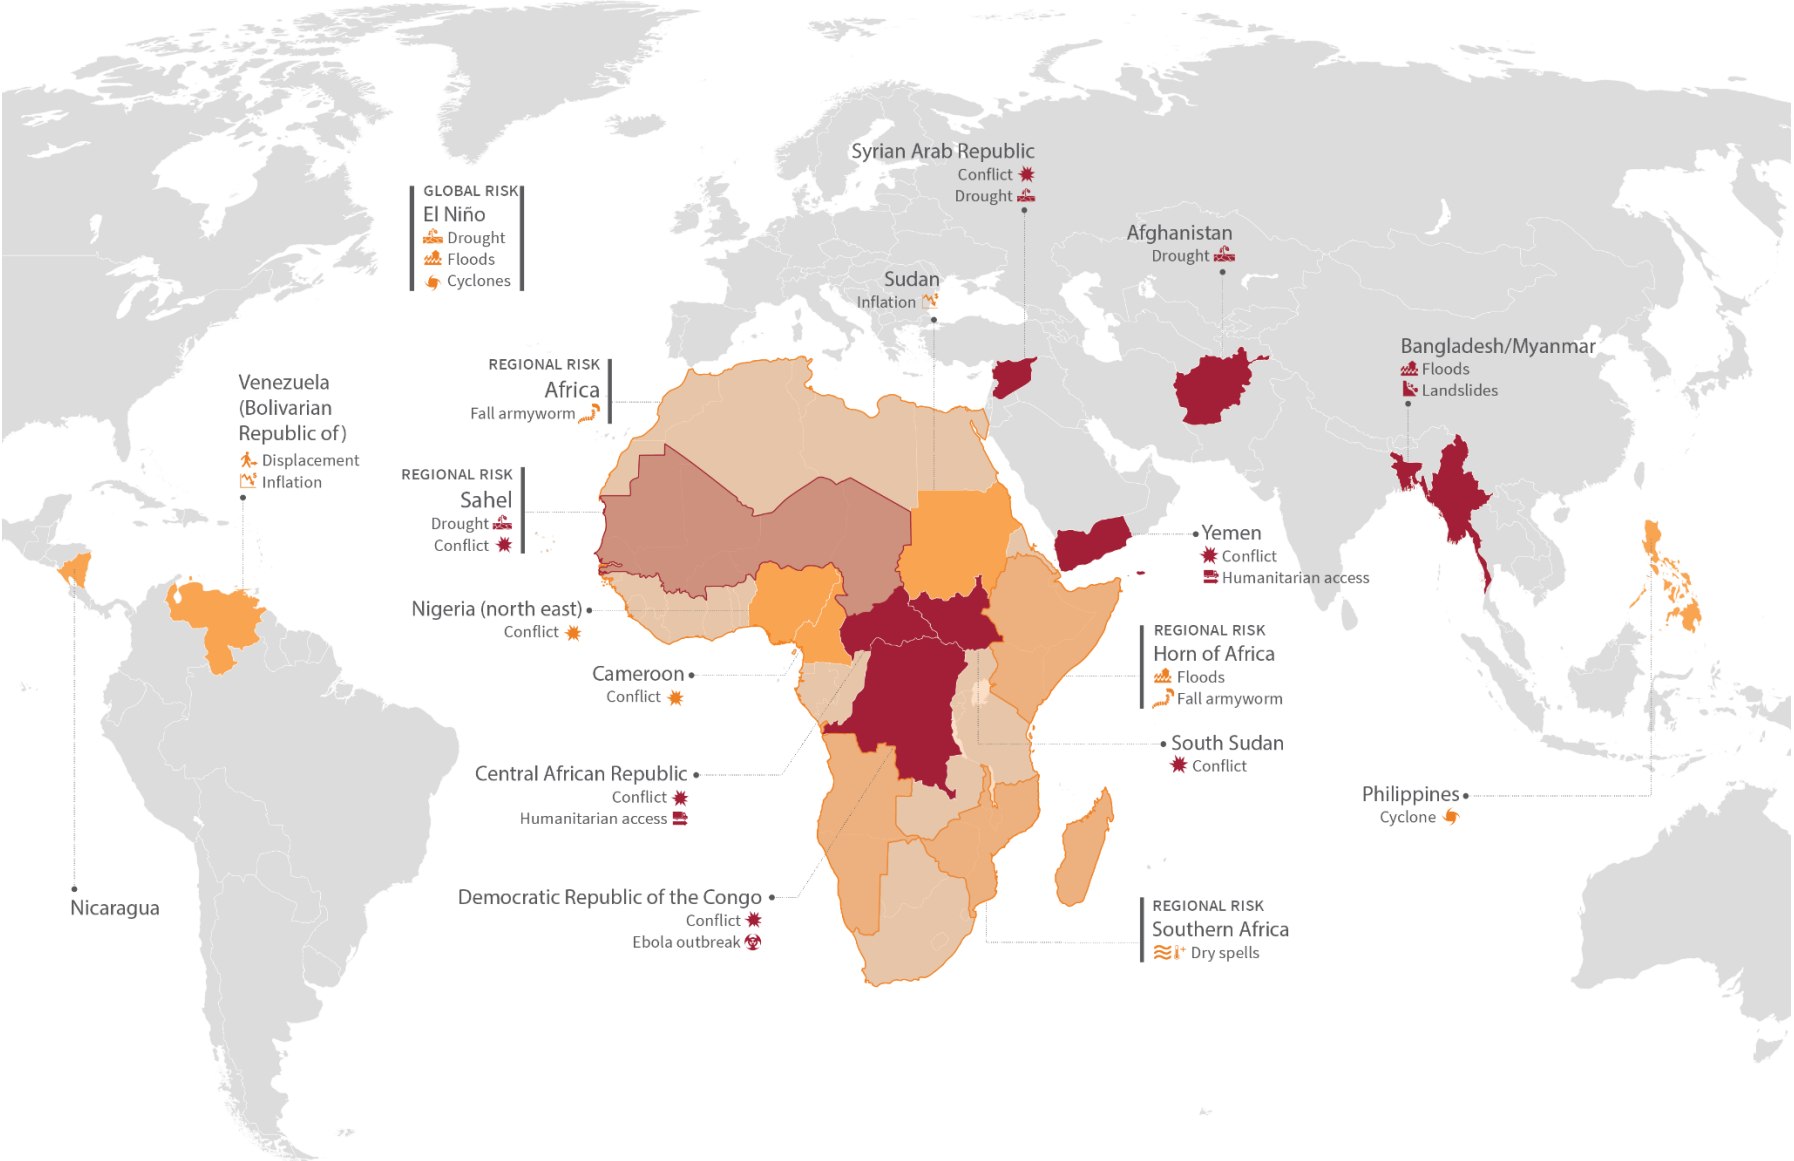 Syrian Arab Republic
Conflict
Drought
GLOBAL RISK
El Niño
Drought
Floods
Cyclones
Afghanistan
Drought
Sudan
Inflation
Bangladesh/Myanmar
Floods
Landslides
REGIONAL RISK
Africa
Fall armyworm
Venezuela
(Bolivarian
Republic of)
Displacement
Inflation
REGIONAL RISK
Sahel
Drought
Conflict
Yemen
Conflict
Humanitarian access
Nigeria (north east)
Conflict
REGIONAL RISK
Horn of Africa
Floods
Fall armyworm
Cameroon
Conflict
South Sudan
Conflict
Central African Republic
Conflict
Humanitarian access
Philippines
Cyclone
Democratic Republic of the Congo
Conflict
Ebola outbreak
Nicaragua
REGIONAL RISK
Southern Africa
Dry spells